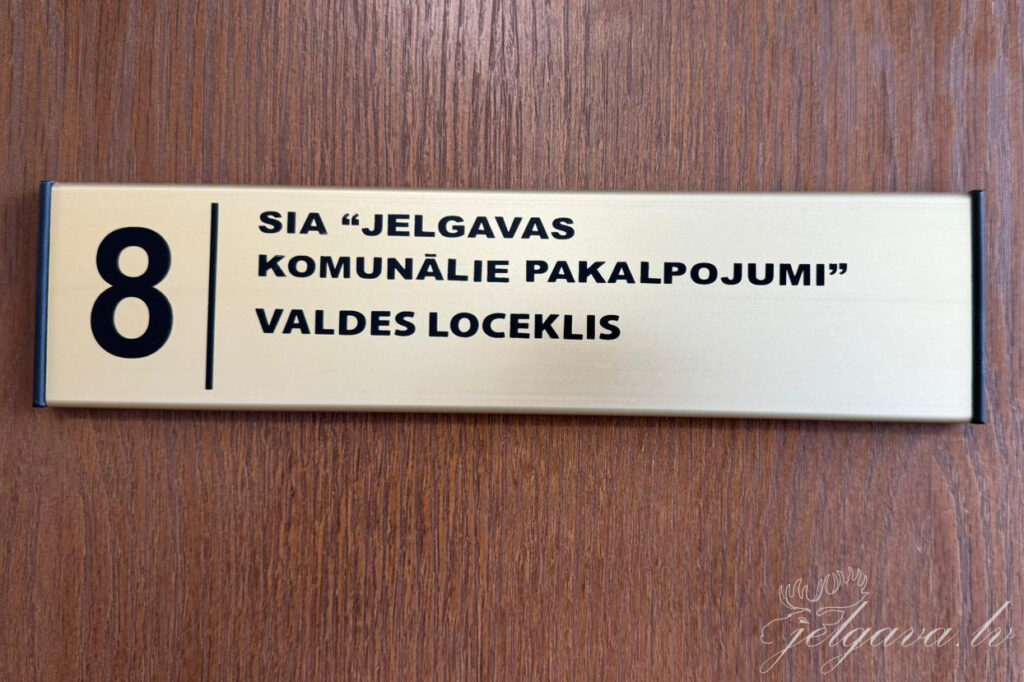 8
SIA “JELGAVAS
KOMUNĀLIE PAKALPOJUMI”
VALDES LOCEKLIS
jelgava.lv